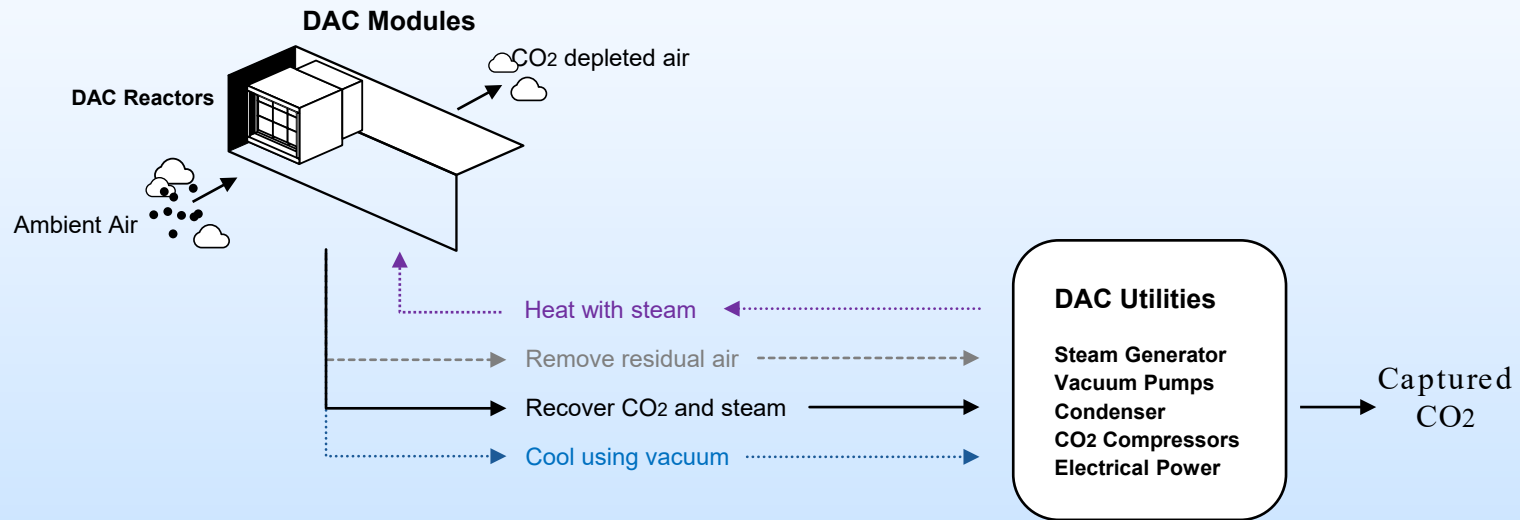 DAC Modules
CO2 depleted air
DAC Reactors
Ambient Air
Heat with steam
Remove residual air
Recover CO2 and steam
Cool using vacuum
DAC Utilities
Steam Generator
Vacuum Pumps
Condenser
CO2 Compressors
Electrical Power
Captured
CO2